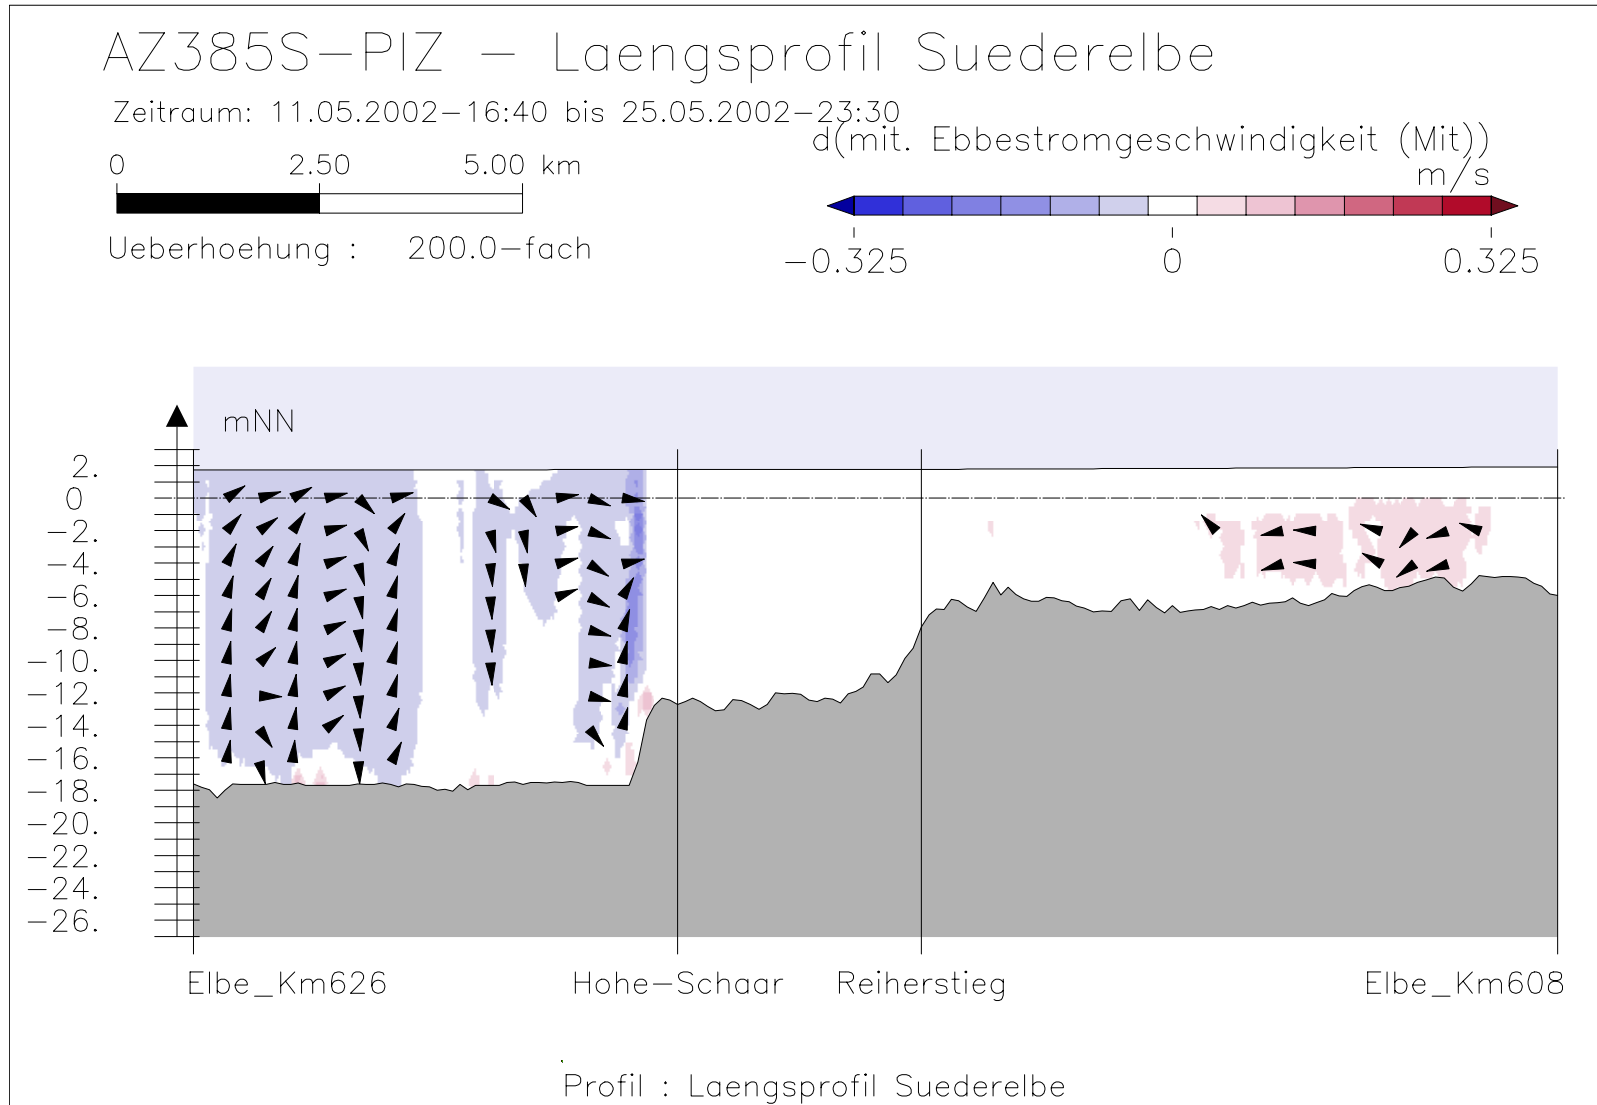 AZ385S-PIZ - Laengsprofil Suederelbe
Zeitraum: 11.05.2002-16:40 bis 25.05.2002-23:30
d(mit. Ebbestromgeschwindigkeit (Mit))
m/s
0 2.50 5.00 km
Ueberhoehung : 200.0-fach
-0.325 0 0.325
mNN
2.
0
-2.
-4.
-6.
-8.
-10.
-12.
-14.
-16.
-18.
-20.
-22.
-24.
-26.
Elbe_Km626 Hohe-Schaar Reiherstieg Elbe_Km608
Profil : Laengsprofil Suederelbe